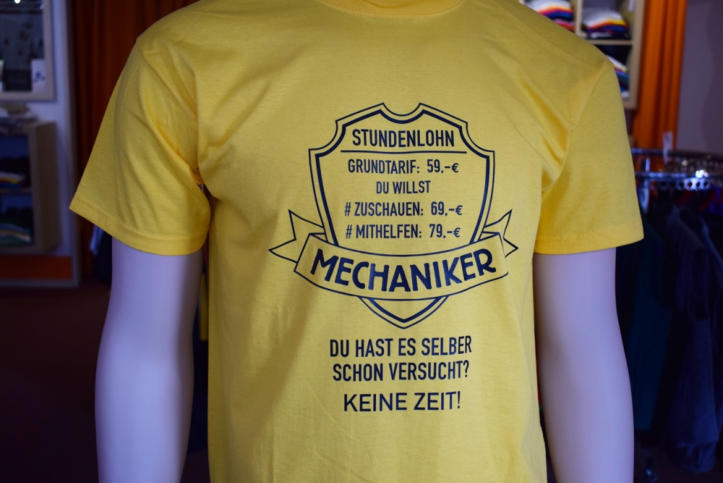 STUNDENLOHN
GRUNDTARIF: 59,-€
DU WILLST
# ZUSCHAUEN: 69,-€
# MITHELFEN: 79,-€
MECHANIKER
DU HAST ES SELBER
SCHON VERSUCHT?
KEINE ZEIT!